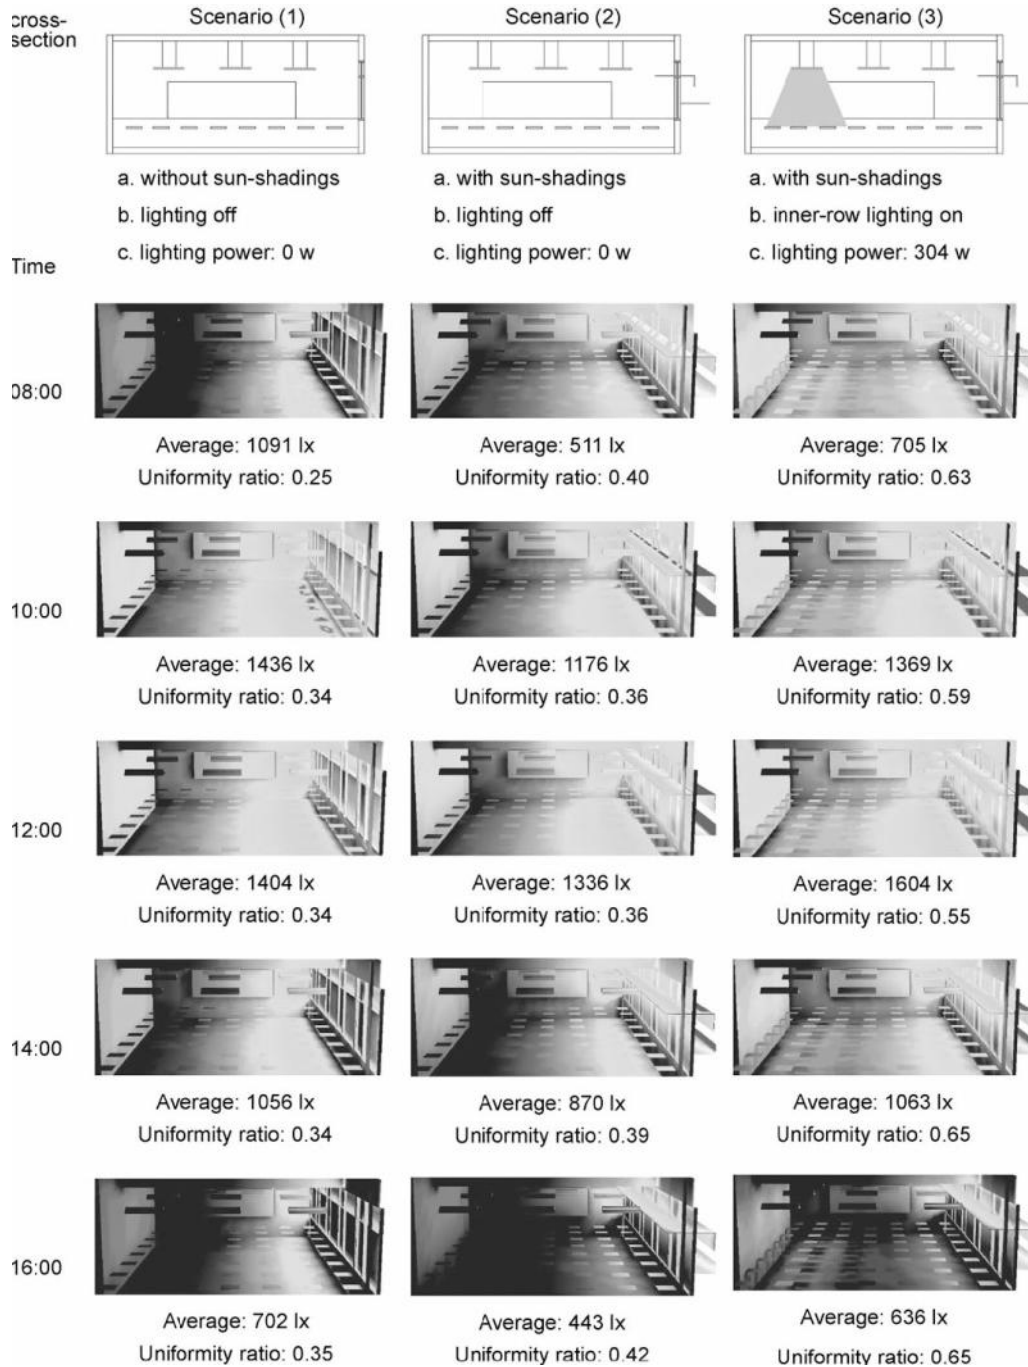 cross-
section
Scenario (1)
Scenario (2)
Scenario (3)
a. without sun-shadings
a. with sun-shadings
a. with sun-shadings
b. lighting off
b. lighting off
b. inner-row lighting on
c. lighting power: 0 w
c. lighting power: 0 w
c. lighting power: 304 w
Time
08:00
Average: 1091 lx
Average: 511 lx
Average: 705 lx
Uniformity ratio: 0.25
Uniformity ratio: 0.40
Uniformity ratio: 0.63
10:00
Average: 1436 lx
Average: 1176 lx
Average: 1369 lx
Uniformity ratio: 0.34
Uniformity ratio: 0.36
Uniformity ratio: 0.59
12:00
Average: 1404 lx
Average: 1336 lx
Average: 1604 lx
Uniformity ratio: 0.34
Uniformity ratio: 0.36
Uniformity ratio: 0.55
14:00
Average: 1056 lx
Average: 870 lx
Average: 1063 lx
Uniformity ratio: 0.34
Uniformity ratio: 0.39
Uniformity ratio: 0.65
16:00
Average: 702 lx
Average: 443 lx
Average: 636 lx
Uniformity ratio: 0.35
Uniformity ratio: 0.42
Uniformity ratio: 0.65